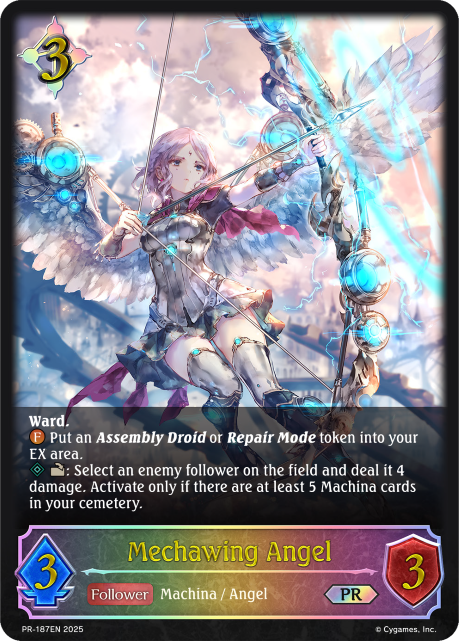 3
Ward.
F Put an Assembly Droid or Repair Mode token into your
EX area.
: Select an enemy follower on the field and deal it 4
damage. Activate only if there are at least 5 Machina cards
in your cemetery.
Mechawing Angel
3 Follower Machina / Angel PR 3
PR-187EN 2025 © Cygames, Inc.